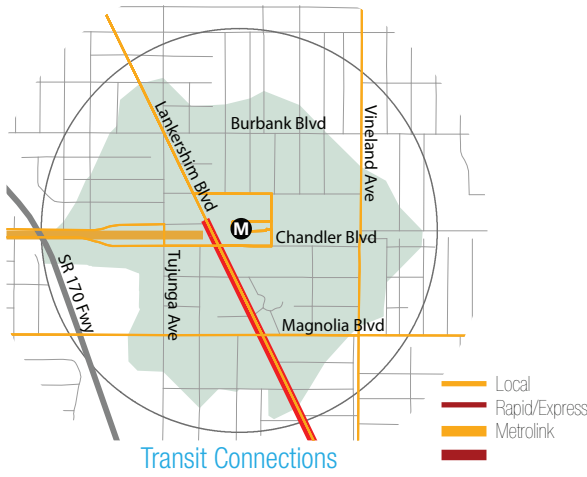 Lankershim Blvd
Burbank Blvd
Vineland Ave
M
Chandler Blvd
SR 170 Fwy
Tujunga Ave
Magnolia Blvd
Local
Rapid/Express
Metrolink
Transit Connections